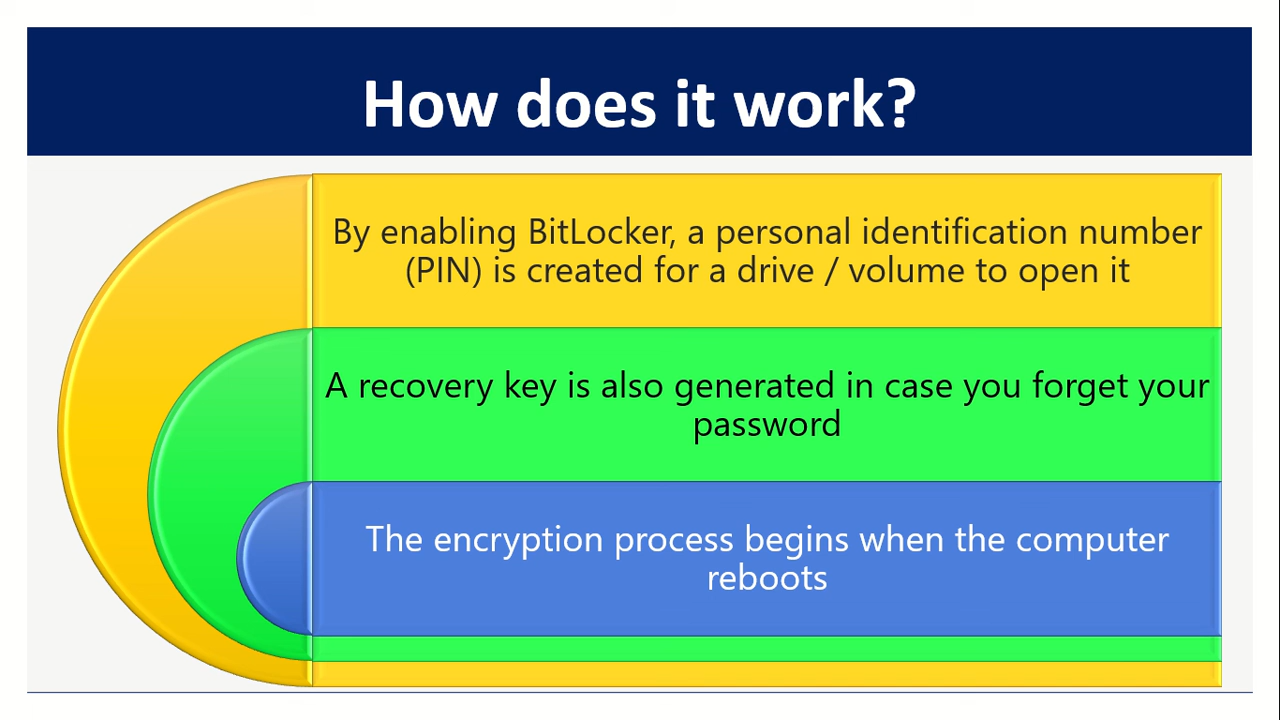 How does it work?
By enabling BitLocker, a personal identification number
(PIN) is created for a drive / volume to open it
A recovery key is also generated in case you forget your
password
The encryption process begins when the computer
reboots